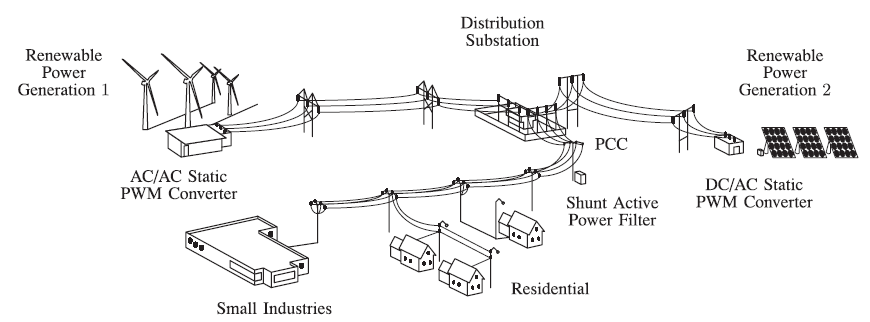 Distribution
Substation
Renewable
Power
Generation 1
Renewable
Power
Generation 2
PCC
AC/AC Static
PWM Converter
DC/AC Static
PWM Converter
Shunt Active
Power Filter
Residential
Small Industries